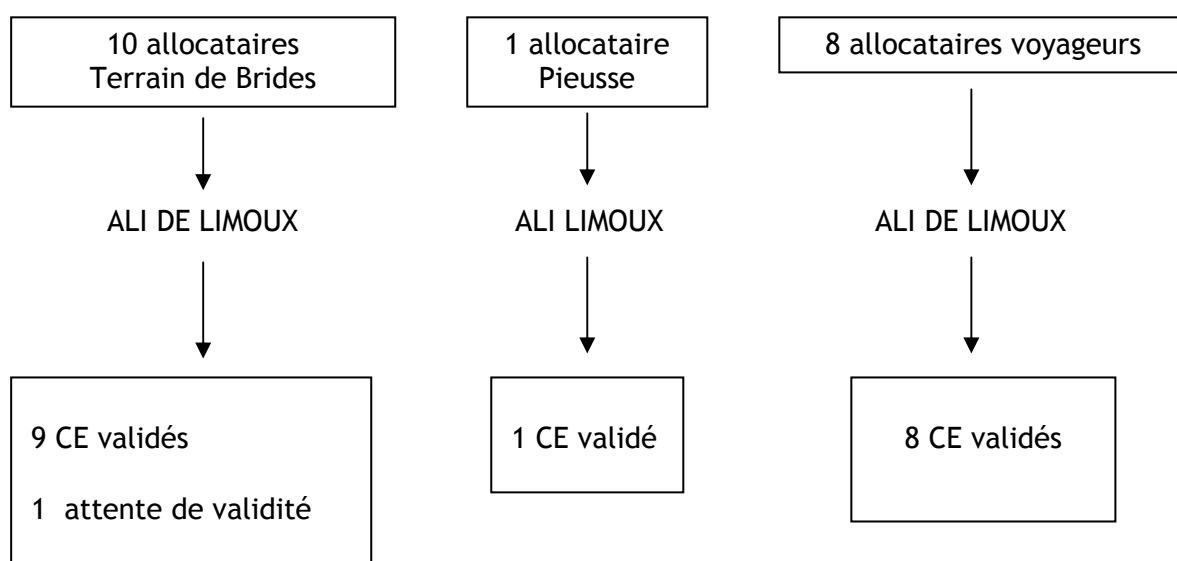 10 allocataires
Terrain de Brides
1 allocataire
Pieusse
8 allocataires voyageurs
ALI DE LIMOUX
ALI LIMOUX
ALI DE LIMOUX
9 CE validés
1 attente de validité
1 CE validé
8 CE validés